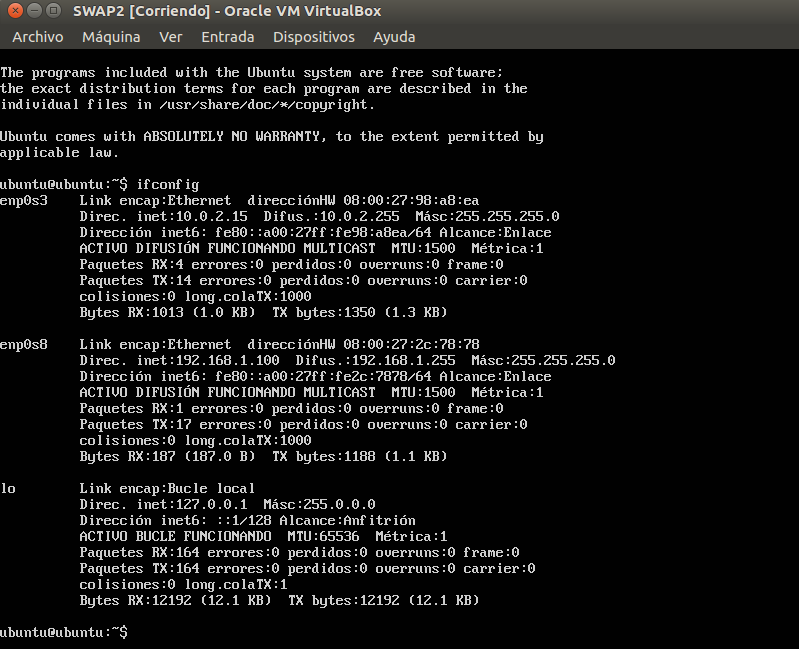 SWAP2 [Corriendo] - Oracle VM VirtualBox
Archivo Máquina Ver Entrada Dispositivos Ayuda
The programs included with the Ubuntu system are free software;
the exact distribution terms for each program are described in the
individual files in /usr/share/doc/*/copyright.
Ubuntu comes with ABSOLUTELY NO WARRANTY, to the extent permitted by
applicable law.
ubuntu@ubuntu:~$ ifconfig
enp0s3 Link encap:Ethernet direcciónHW 08:00:27:98:a8:ea
Direc. inet:10.0.2.15 Difus.:10.0.2.255 Másc:255.255.255.0
Dirección inet6: fe80::a00:27ff:fe98:a8ea/64 Alcance:Enlace
ACTIVO DIFUSIÓN FUNCIONANDO MULTICAST MTU:1500 Métrica:1
Paquetes RX:4 errores:0 perdidos:0 overruns:0 frame:0
Paquetes TX:14 errores:0 perdidos:0 overruns:0 carrier:0
colisiones:0 long.colaTX:1000
Bytes RX:1013 (1.0 KB) TX bytes:1350 (1.3 KB)
enp0s8 Link encap:Ethernet direcciónHW 08:00:27:2c:78:78
Direc. inet:192.168.1.100 Difus.:192.168.1.255 Másc:255.255.255.0
Dirección inet6: fe80::a00:27ff:fe2c:7878/64 Alcance:Enlace
ACTIVO DIFUSIÓN FUNCIONANDO MULTICAST MTU:1500 Métrica:1
Paquetes RX:1 errores:0 perdidos:0 overruns:0 frame:0
Paquetes TX:17 errores:0 perdidos:0 overruns:0 carrier:0
colisiones:0 long.colaTX:1000
Bytes RX:187 (187.0 B) TX bytes:1188 (1.1 KB)
lo Link encap:Bucle local
Direc. inet:127.0.0.1 Másc:255.0.0.0
Dirección inet6: ::1/128 Alcance:Anfitrión
ACTIVO BUCLE FUNCIONANDO MTU:65536 Métrica:1
Paquetes RX:164 errores:0 perdidos:0 overruns:0 frame:0
Paquetes TX:164 errores:0 perdidos:0 overruns:0 carrier:0
colisiones:0 long.colaTX:1
Bytes RX:12192 (12.1 KB) TX bytes:12192 (12.1 KB)
ubuntu@ubuntu:~$